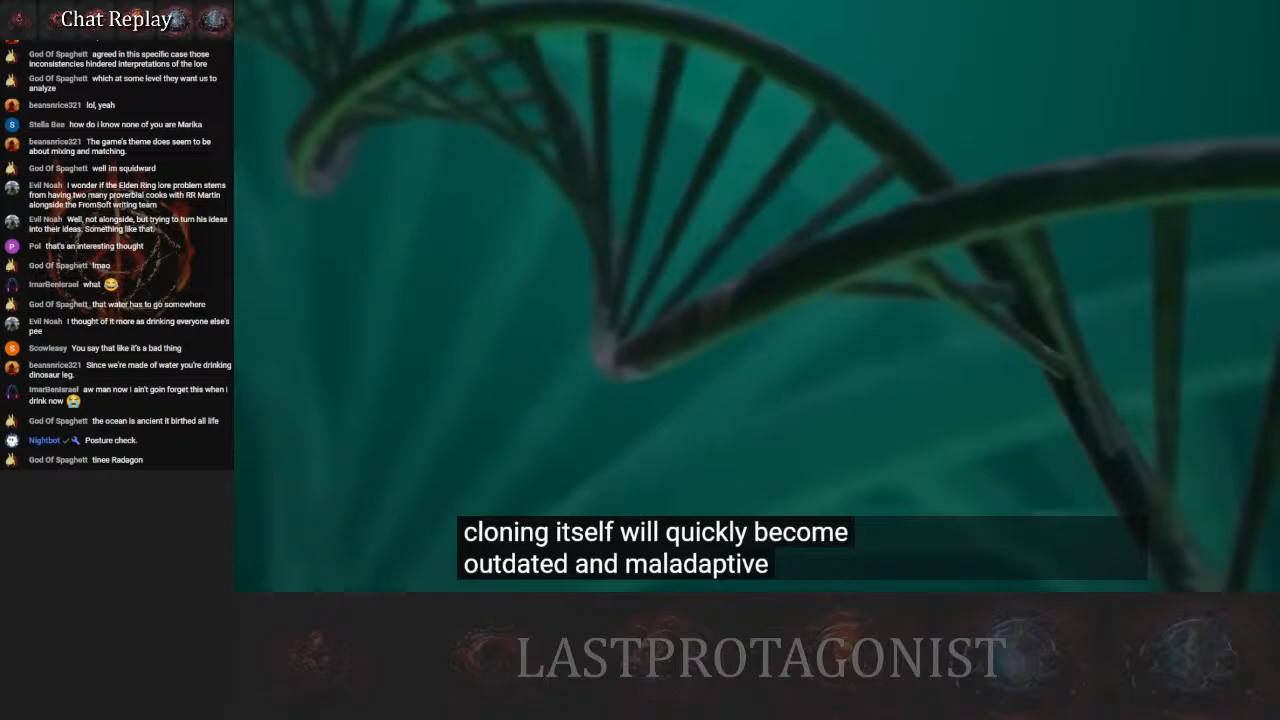 Chat Replay
God Of Spaghett agreed in this specific case those
inconsistencies hindered interpretations of the lore
God Of Spaghett which at some level they want us to
analyze
beansnrice321 lol, yeah
S Stella Bee how do i know none of you are Marika
beansnrice321 The game's theme does seem to be
about mixing and matching.
God Of Spaghett well im squidward
Evil Noah I wonder if the Elden Ring lore problem stems
from having two many proverbial cooks with RR Martin
alongside the FromSoft writing team
Evil Noah Well, not alongside, but trying to turn his ideas
into their ideas. Something like that.
P Pol that's an interesting thought
God Of Spaghett lmao
ImarBenIsrael what 😂
God Of Spaghett that water has to go somewhere
Evil Noah I thought of it more as drinking everyone else's
pee
S Scowleasy You say that like it's a bad thing
beansnrice321 Since we're made of water you're drinking
dinosaur leg.
ImarBenIsrael aw man now I ain't goin forget this when I
drink now 😭
God Of Spaghett the ocean is ancient it birthed all life
Nightbot Posture check.
God Of Spaghett tinee Radagon
cloning itself will quickly become
outdated and maladaptive
LASTPROTAGONIST